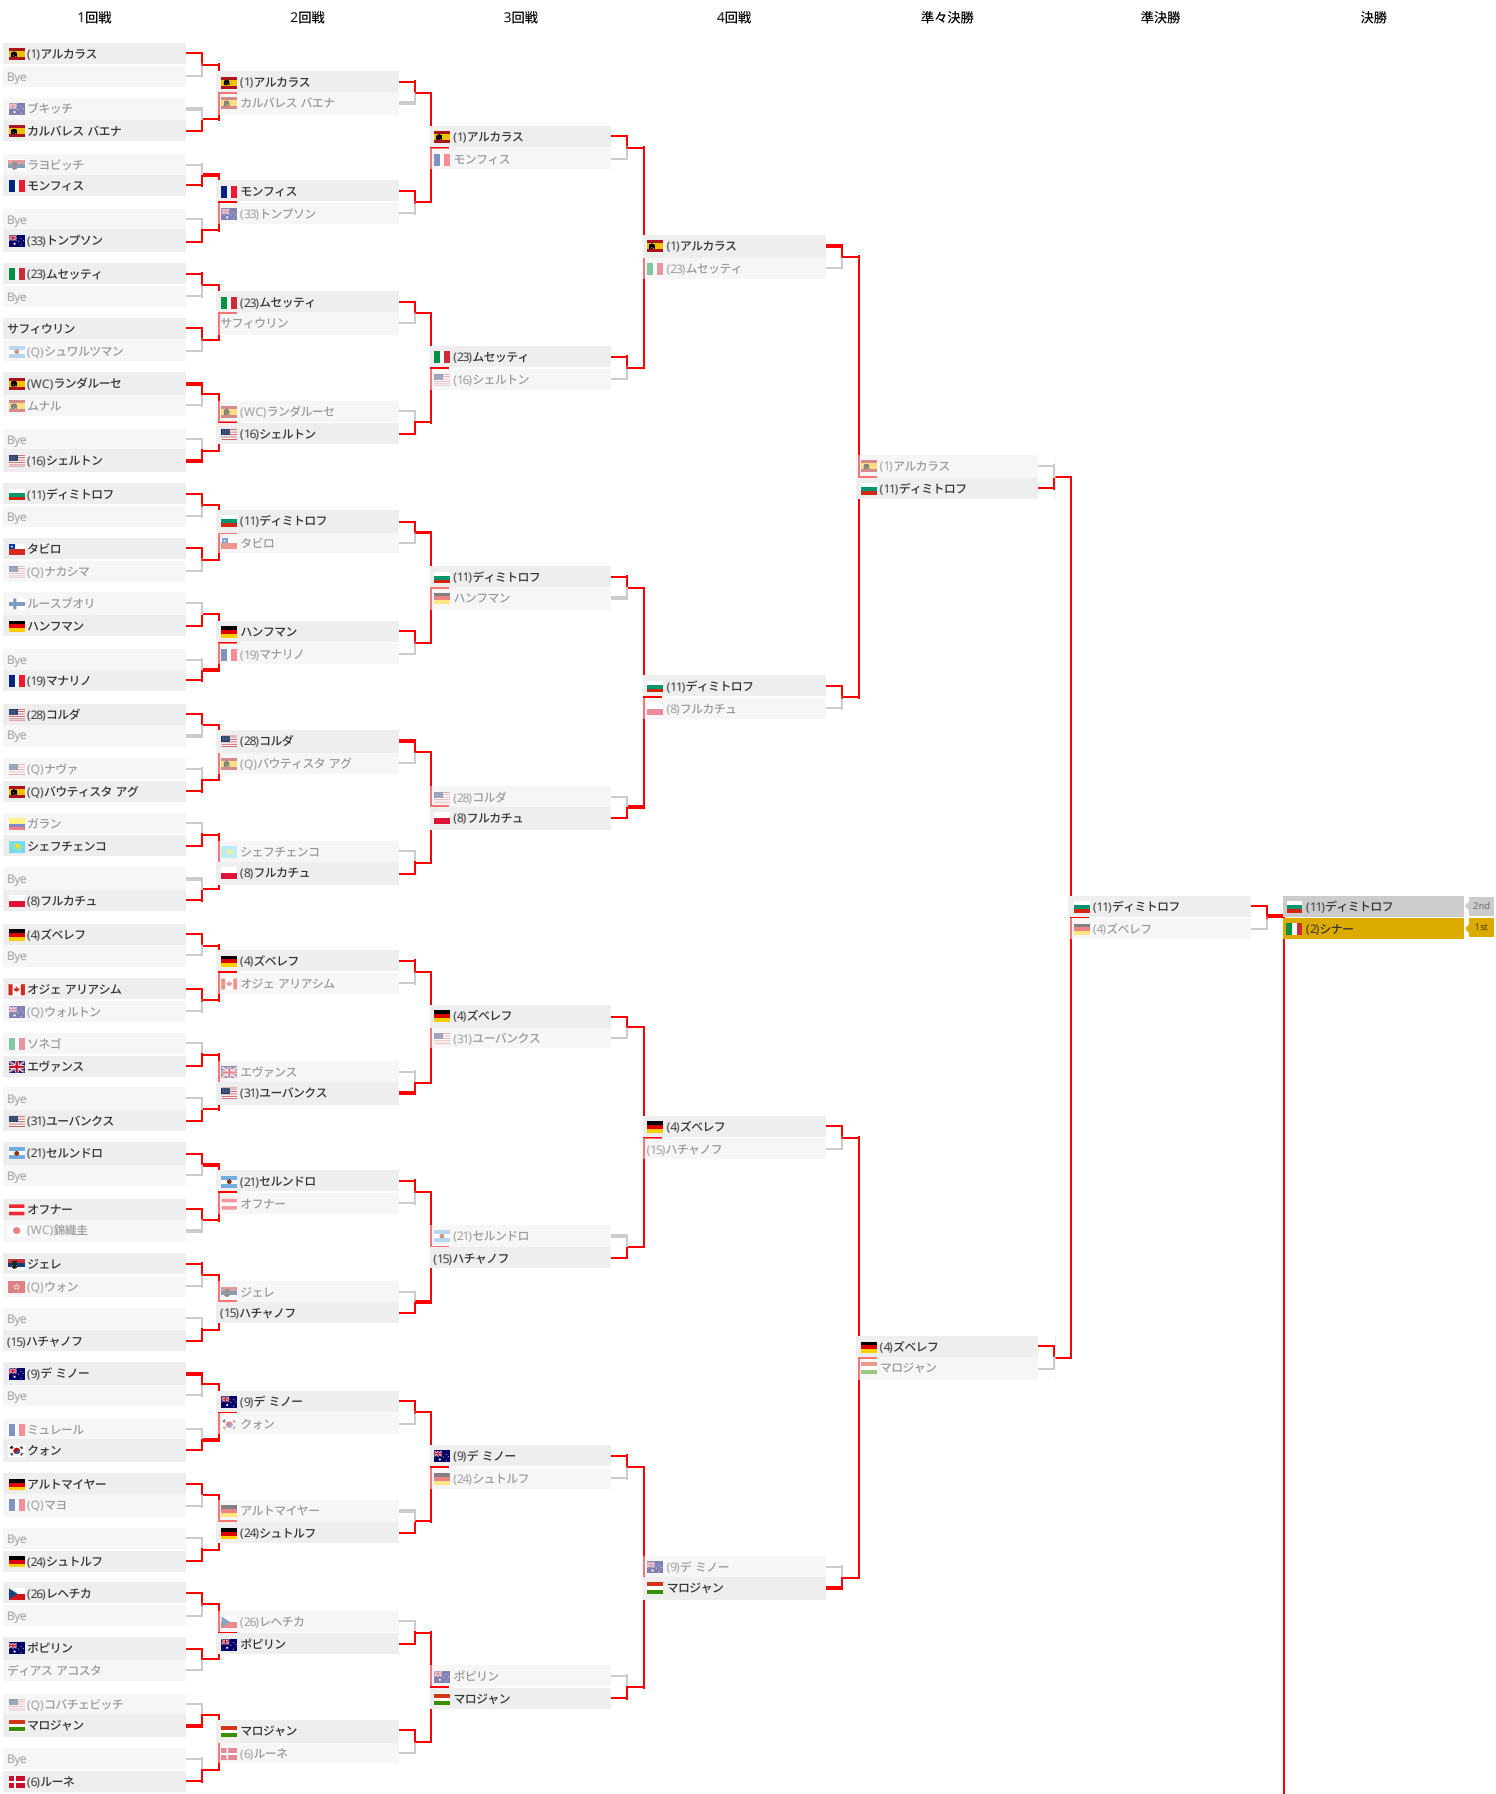 1回戦
2回戦
3回戦
4回戦
準々決勝
準決勝
決勝
(1)アルカラス
Bye
ブキッチ
カルバレス バエナ
ラヨビッチ
モンフィス
Bye
(33)トンプソン
(23)ムセッティ
Bye
サフィウリン
(Q)シュワルツマン
(WC)ランダルーセ
ムナル
Bye
(16)シェルトン
(11)ディミトロフ
Bye
タビロ
(Q)ナカシマ
ルースブオリ
ハンフマン
Bye
(19)マナリノ
(28)コルダ
Bye
(Q)ナヴァ
(Q)バウティスタ アグ
ガラン
シェフチェンコ
Bye
(8)フルカチュ
(4)ズベレフ
Bye
オジェ アリアシム
(Q)ウォルトン
ソネゴ
エヴァンス
Bye
(31)ユーバンクス
(21)セルンドロ
Bye
オフナー
(WC)錦織圭
ジェレ
(Q)ウォン
Bye
(15)ハチャノフ
(9)デ ミノー
Bye
ミュレール
クォン
アルトマイヤー
(Q)マヨ
Bye
(24)シュトルフ
(26)レヘチカ
Bye
ポピリン
ディアス アコスタ
(Q)コバチェビッチ
マロジャン
Bye
(6)ルーネ
(1)アルカラス
カルバレス バエナ
モンフィス
(33)トンプソン
(23)ムセッティ
サフィウリン
(WC)ランダルーセ
(16)シェルトン
(11)ディミトロフ
タビロ
ハンフマン
(19)マナリノ
(28)コルダ
(Q)バウティスタ アグ
シェフチェンコ
(8)フルカチュ
(4)ズベレフ
オジェ アリアシム
エヴァンス
(31)ユーバンクス
(21)セルンドロ
オフナー
ジェレ
(15)ハチャノフ
(9)デ ミノー
クォン
アルトマイヤー
(24)シュトルフ
(26)レヘチカ
ポピリン
マロジャン
(6)ルーネ
(1)アルカラス
モンフィス
(23)ムセッティ
(16)シェルトン
(11)ディミトロフ
ハンフマン
(28)コルダ
(8)フルカチュ
(4)ズベレフ
(31)ユーバンクス
(21)セルンドロ
(15)ハチャノフ
(9)デ ミノー
(24)シュトルフ
ポピリン
マロジャン
(1)アルカラス
(23)ムセッティ
(11)ディミトロフ
(8)フルカチュ
(4)ズベレフ
(15)ハチャノフ
(9)デ ミノー
マロジャン
(1)アルカラス
(11)ディミトロフ
(4)ズベレフ
マロジャン
(11)ディミトロフ
(4)ズベレフ
(11)ディミトロフ
2nd
(2)シナー
1st